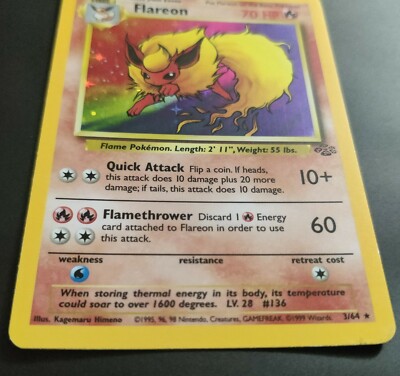 Flareon
70 HP
Flame Pokémon. Length: 2' 11", Weight: 55 lbs.
Quick Attack Flip a coin. If heads,
this attack does 10 damage plus 20 more
damage; if tails, this attack does 10 damage.
10+
Flamethrower Discard 1 Energy
card attached to Flareon in order to use
this attack.
60
weakness resistance retreat cost
When storing thermal energy in its body, its temperature
could soar to over 1600 degrees. LV. 28 #136
Illus. Kagemaru Himeno ©1995, 96, 98 Nintendo, Creatures, GAMEFREAK. ©1999 Wizards. 3/64 ★